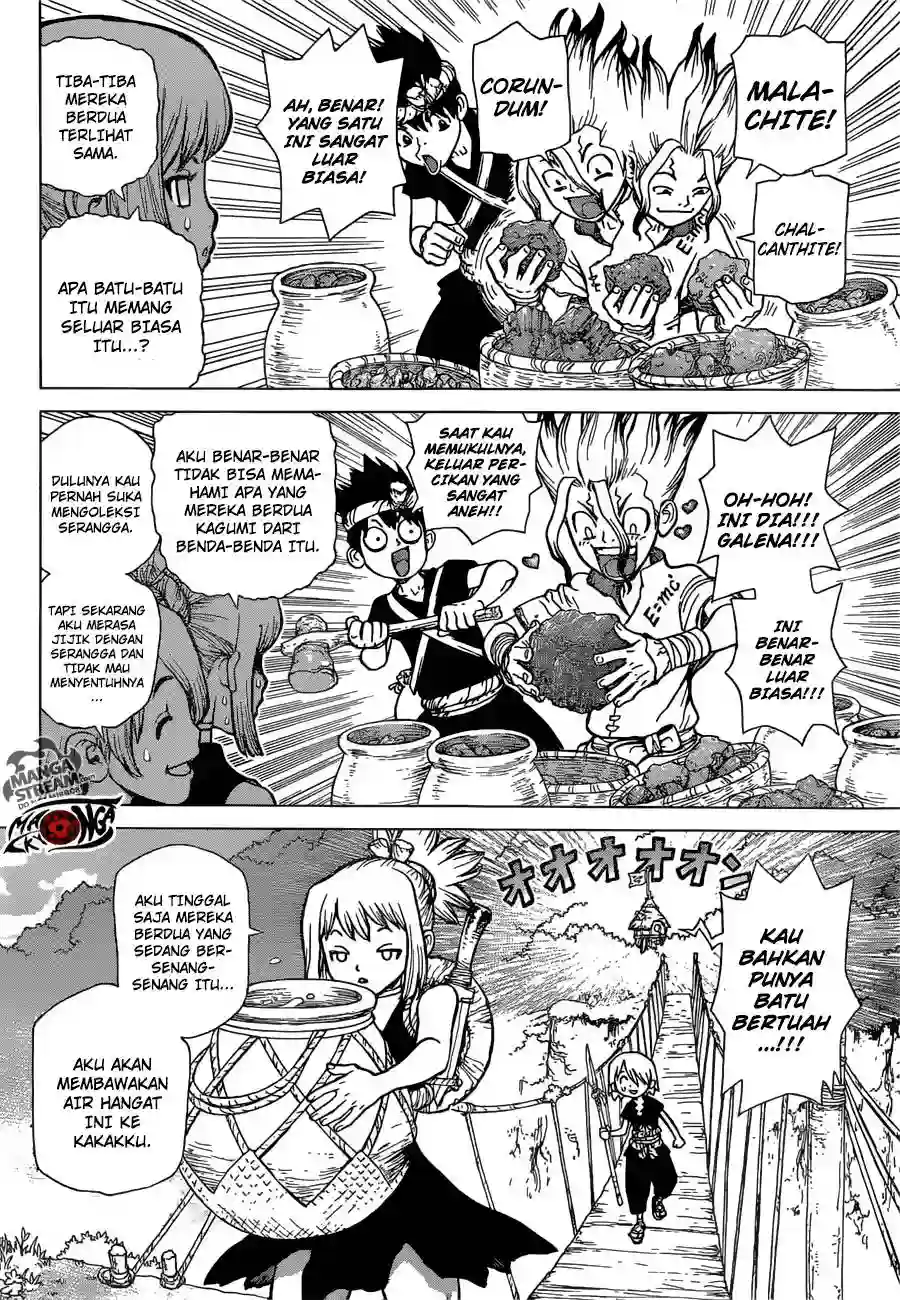 MALA-
CHITE!
CHAL-
CANTHITE!
CORUN-
DUM!
AH, BENAR!
YANG SATU
INI SANGAT
LUAR
BIASA!
TIBA-TIBA
MEREKA
BERDUA
TERLIHAT
SAMA.
APA BATU-BATU
ITU MEMANG
SELUAR BIASA
ITU...?
OH-HOH!
INI DIA!!!
GALENA!!!
INI
BENAR-
BENAR
LUAR
BIASA!!!
E=mc²
SAAT KAU
MEMUKULNYA,
KELUAR PER-
CIKAN YANG
SANGAT
ANEH!!
AKU BENAR-BENAR
TIDAK BISA MEMA-
HAMI APA YANG
MEREKA BERDUA
KAGUMI DARI
BENDA-BENDA ITU.
DULUNYA KAU
PERNAH SUKA
MENGOLEKSI
SERANGGA.
TAPI SEKARANG
AKU MERASA
JIJIK DENGAN
SERANGGA DAN
TIDAK MAU
MENYENTUHNYA
...
MANGA
STREAM
.com
KAU
BAHKAN
PUNYA
BATU
BERTUAH
...!!!
オオオオオン
AKU TINGGAL
SAJA MEREKA
BERDUA YANG
SEDANG BER-
SENANG-
SENANG ITU...
AKU AKAN
MEMBAWAKAN
AIR HANGAT
INI KE
KAKAKKU.